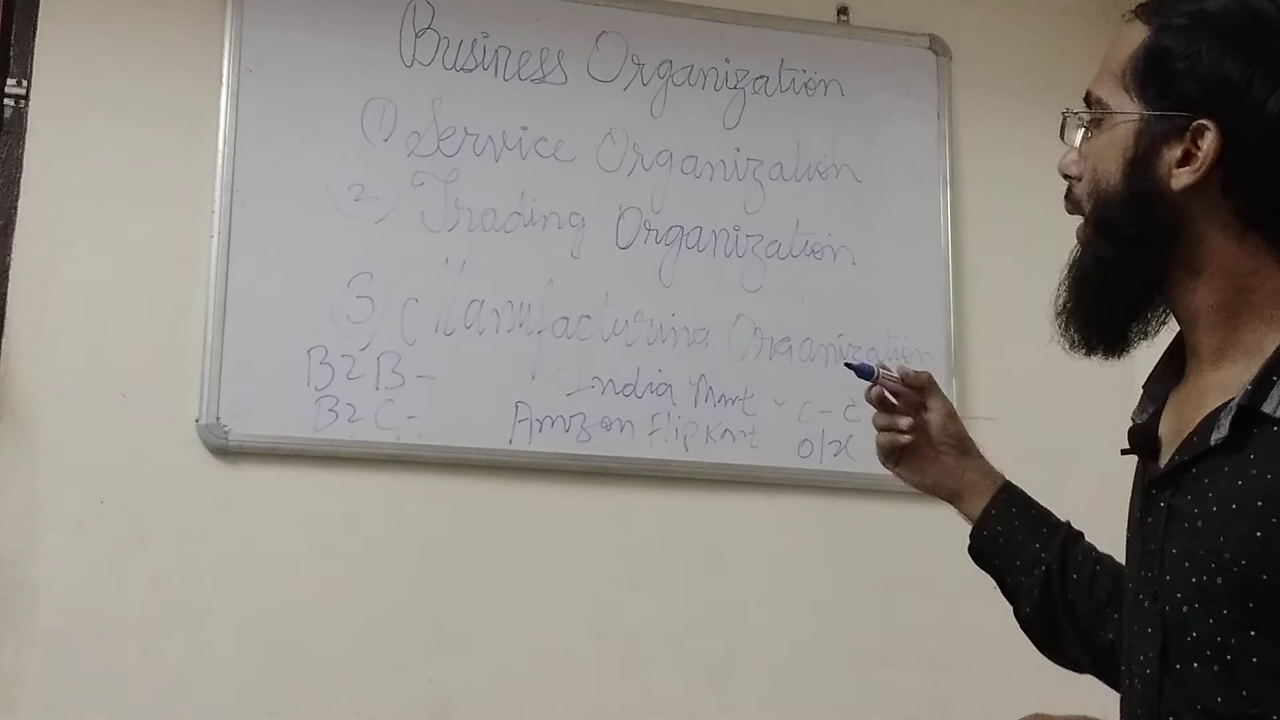 Business Organization
(1) Service Organization
(2.) Trading Organization
(3) Manufacturing Organization
B2B- India Mart - C-C
B2C- Amazon Flipkart Olx